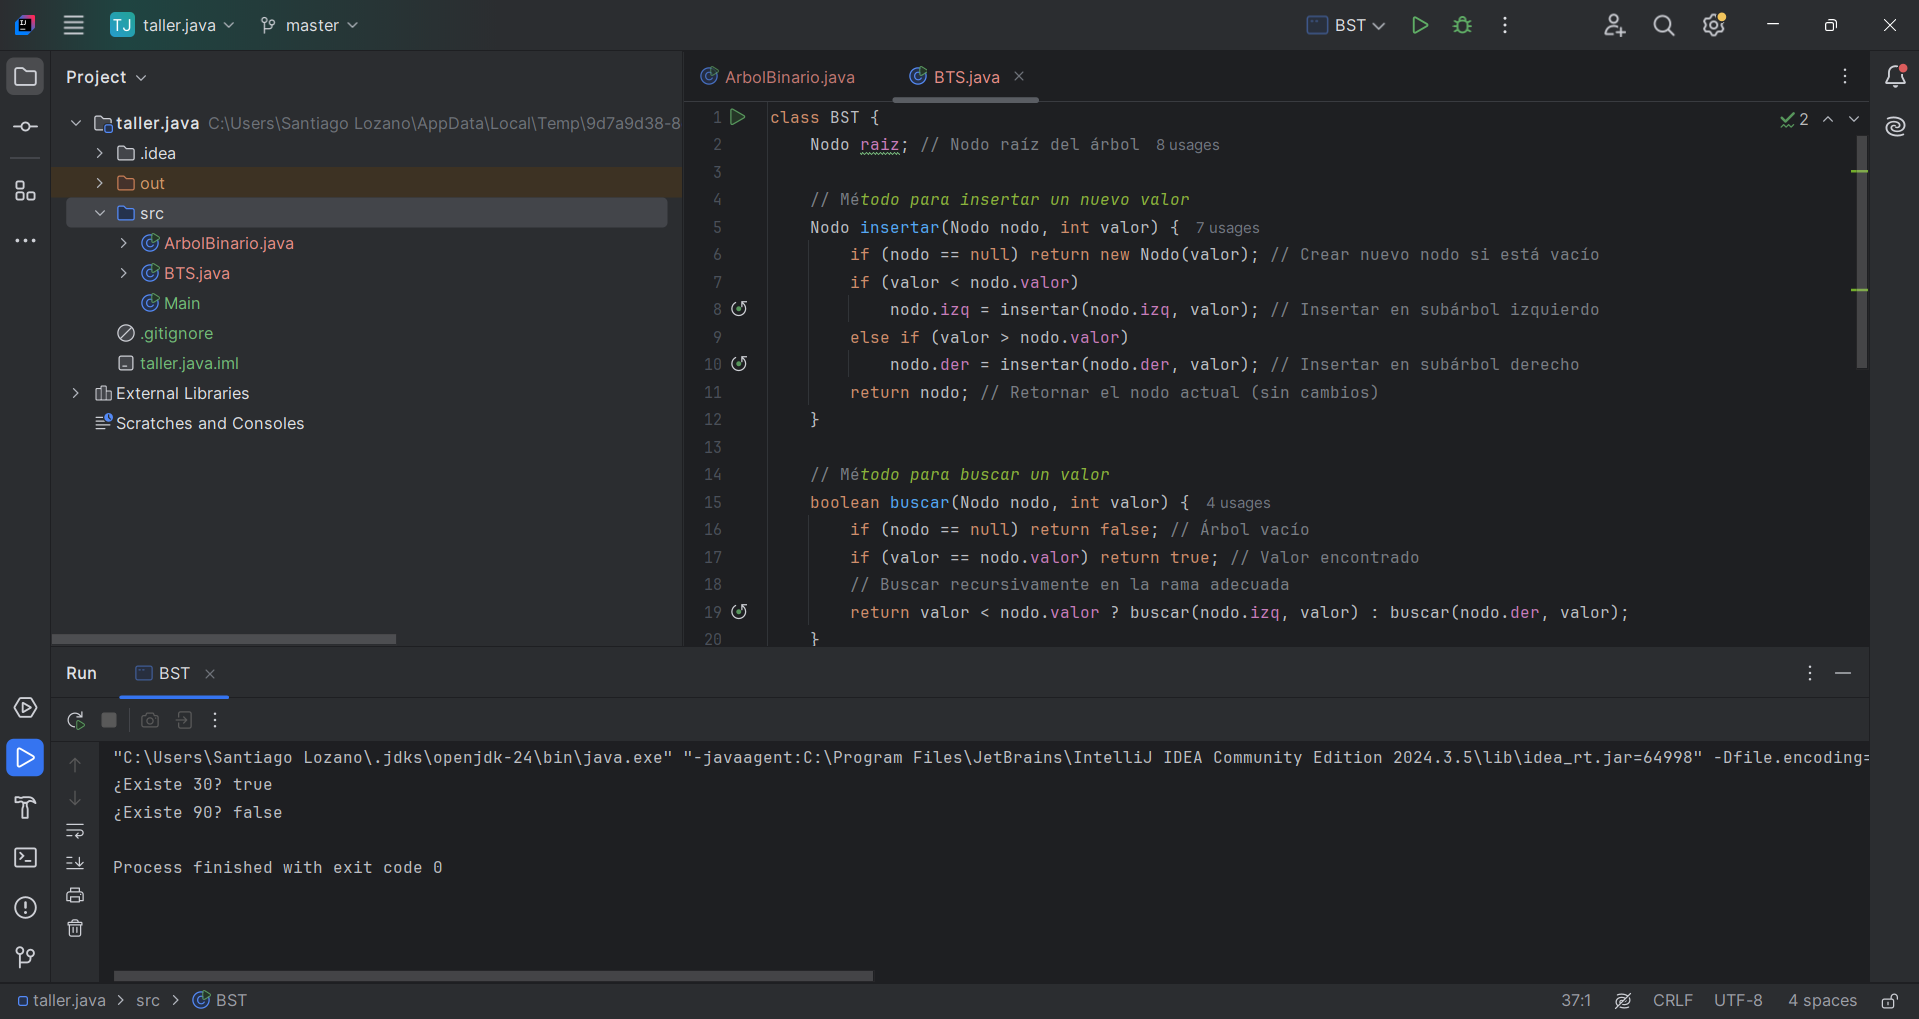 TJ taller.java master BST
Project
taller.java C:\Users\Santiago Lozano\AppData\Local\Temp\9d7a9d38-8
.idea
out
src
ArbolBinario.java
BTS.java
Main
.gitignore
taller.java.iml
External Libraries
Scratches and Consoles
ArbolBinario.java BTS.java
2
1 class BST {
2 Nodo raiz; // Nodo raíz del árbol 8 usages
3
4 // Método para insertar un nuevo valor
5 Nodo insertar(Nodo nodo, int valor) { 7 usages
6 if (nodo == null) return new Nodo(valor); // Crear nuevo nodo si está vacío
7 if (valor < nodo.valor)
8 nodo.izq = insertar(nodo.izq, valor); // Insertar en subárbol izquierdo
9 else if (valor > nodo.valor)
10 nodo.der = insertar(nodo.der, valor); // Insertar en subárbol derecho
11 return nodo; // Retornar el nodo actual (sin cambios)
12 }
13
14 // Método para buscar un valor
15 boolean buscar(Nodo nodo, int valor) { 4 usages
16 if (nodo == null) return false; // Árbol vacío
17 if (valor == nodo.valor) return true; // Valor encontrado
18 // Buscar recursivamente en la rama adecuada
19 return valor < nodo.valor ? buscar(nodo.izq, valor) : buscar(nodo.der, valor);
20 }
Run BST
"C:\Users\Santiago Lozano\.jdks\openjdk-24\bin\java.exe" "-javaagent:C:\Program Files\JetBrains\IntelliJ IDEA Community Edition 2024.3.5\lib\idea_rt.jar=64998" -Dfile.encoding=
¿Existe 30? true
¿Existe 90? false
Process finished with exit code 0
taller.java > src > BST
37:1 CRLF UTF-8 4 spaces